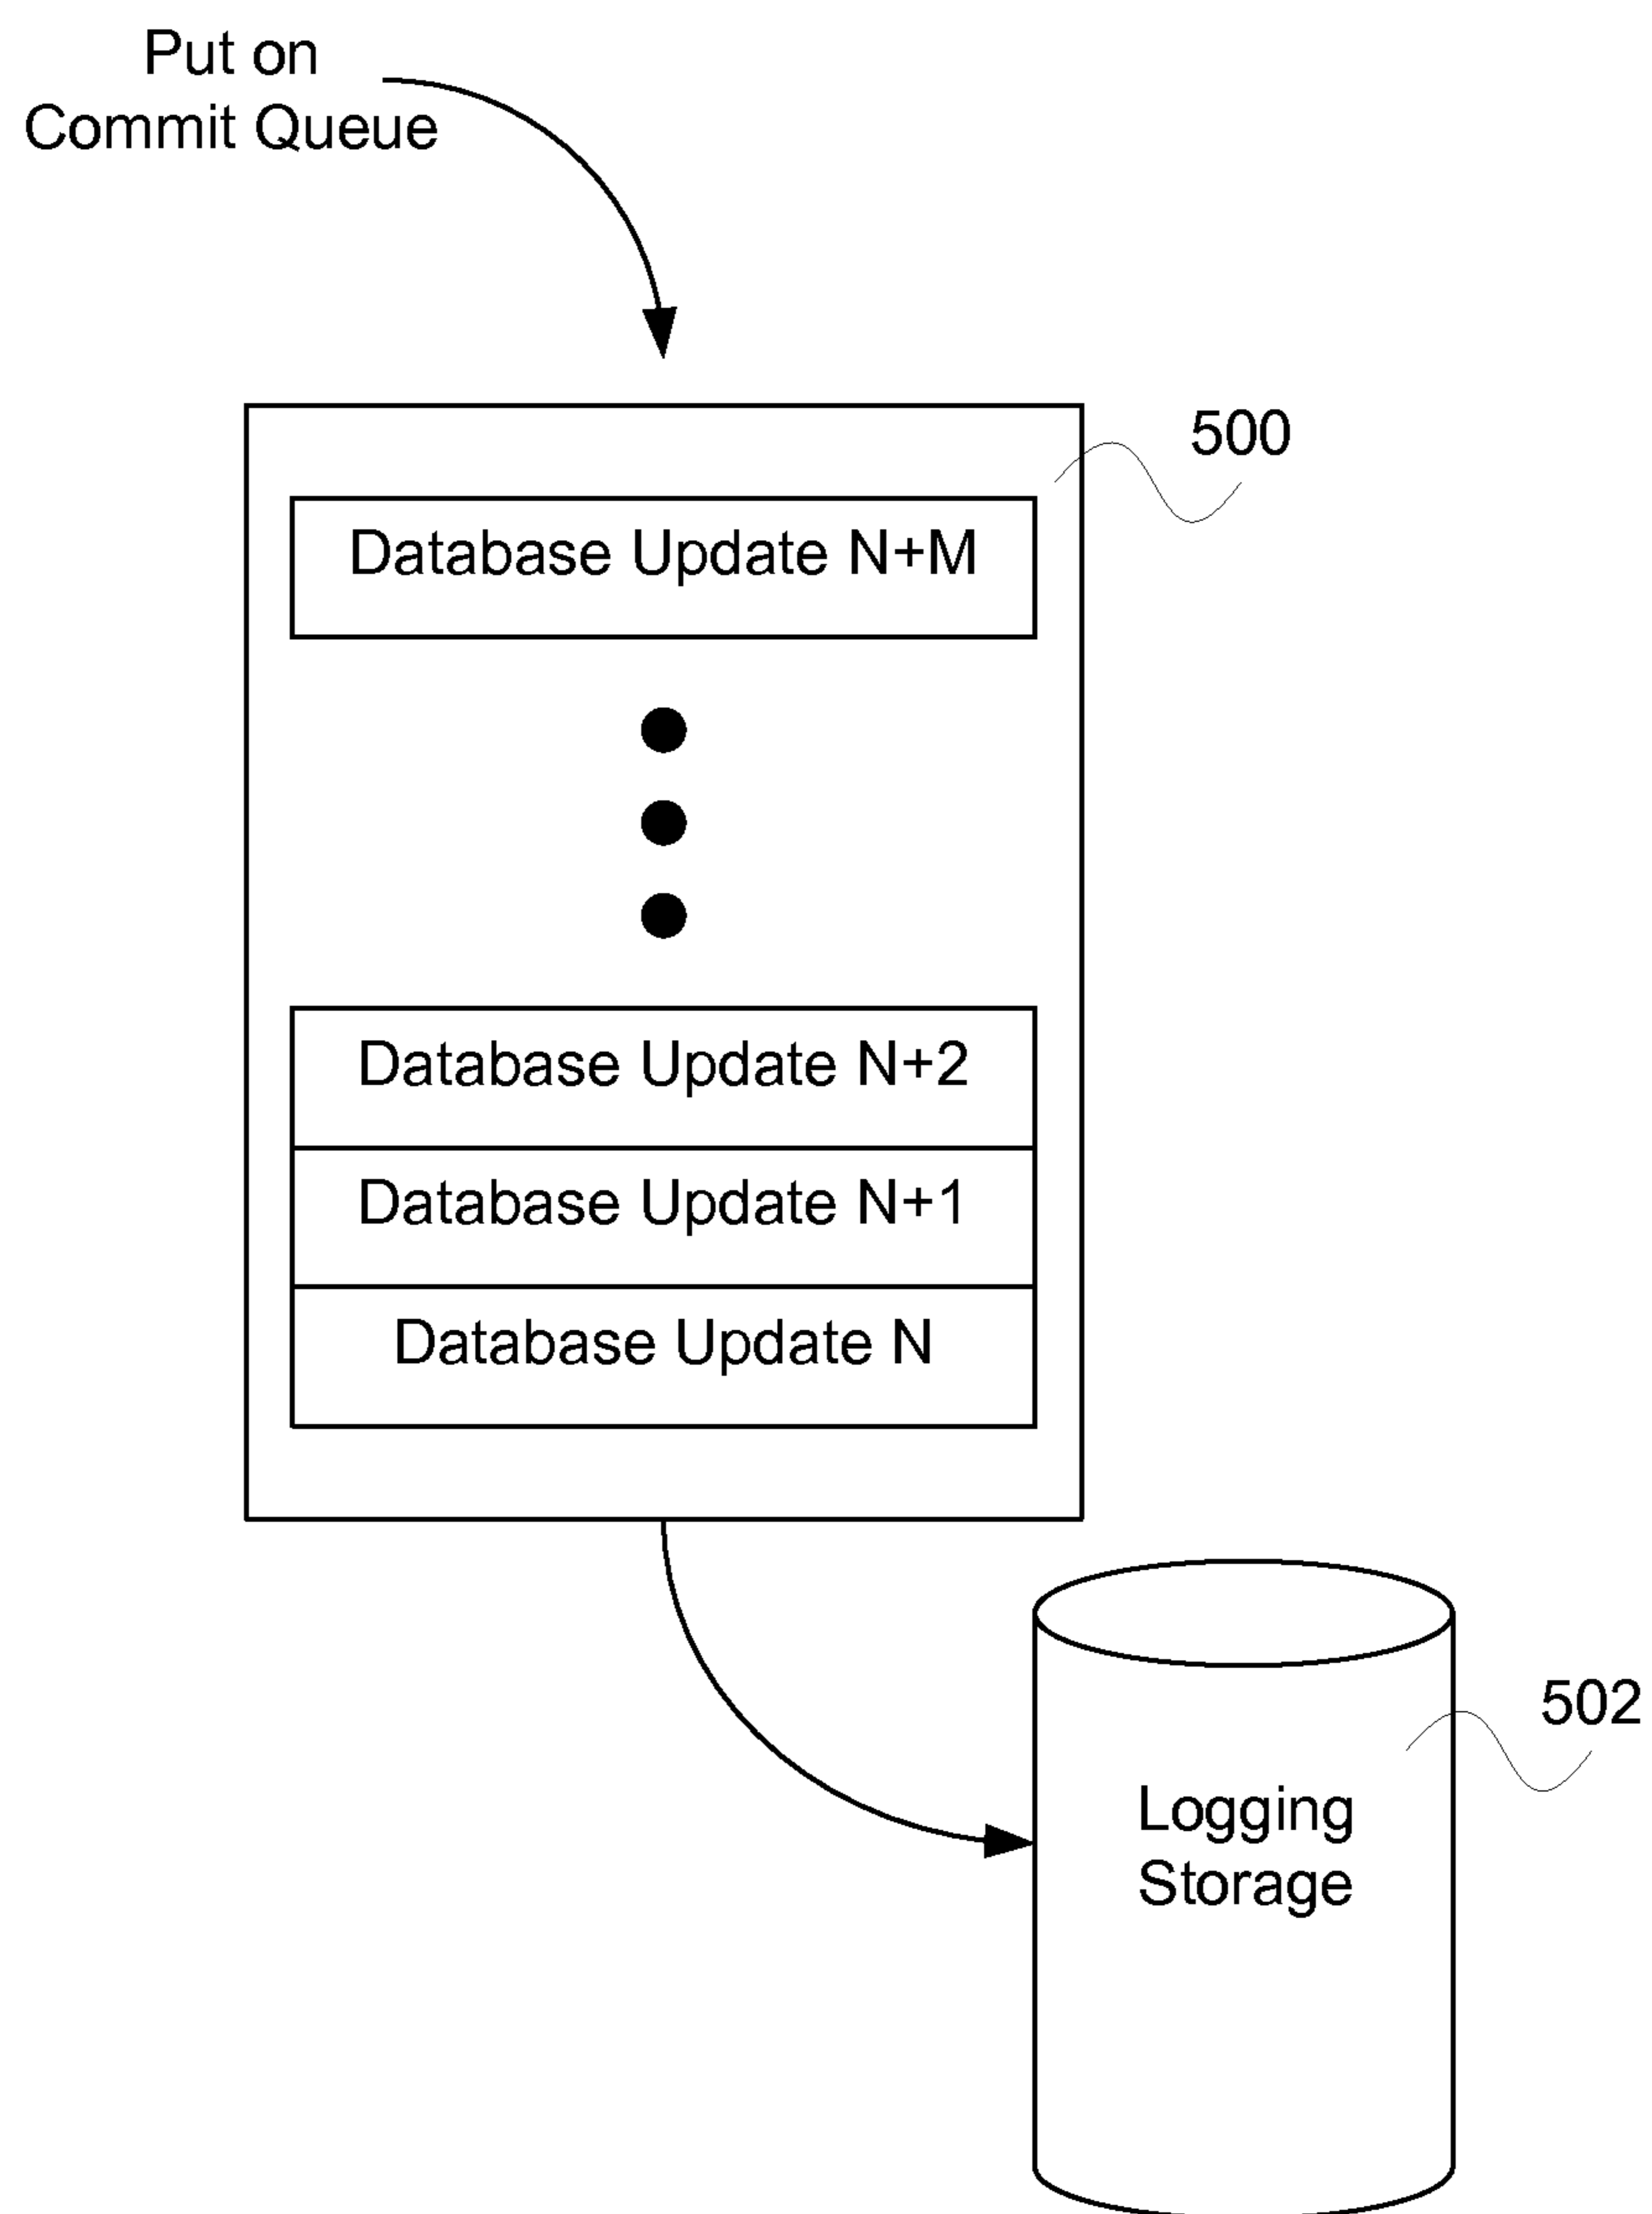 Put on
Commit Queue
500
Database Update N+M
Database Update N+2
Database Update N+1
Database Update N
502
Logging
Storage